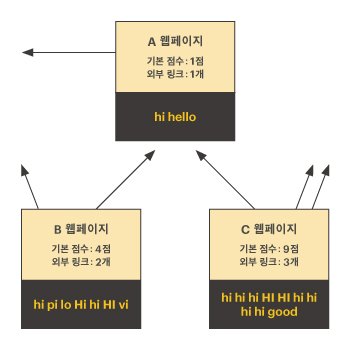 A 웹페이지
기본 점수 : 1점
외부 링크 : 1개
hi hello
B 웹페이지
기본 점수 : 4점
외부 링크 : 2개
hi pi lo Hi hi HI vi
C 웹페이지
기본 점수 : 9점
외부 링크 : 3개
hi hi hi HI HI hi hi
hi hi good